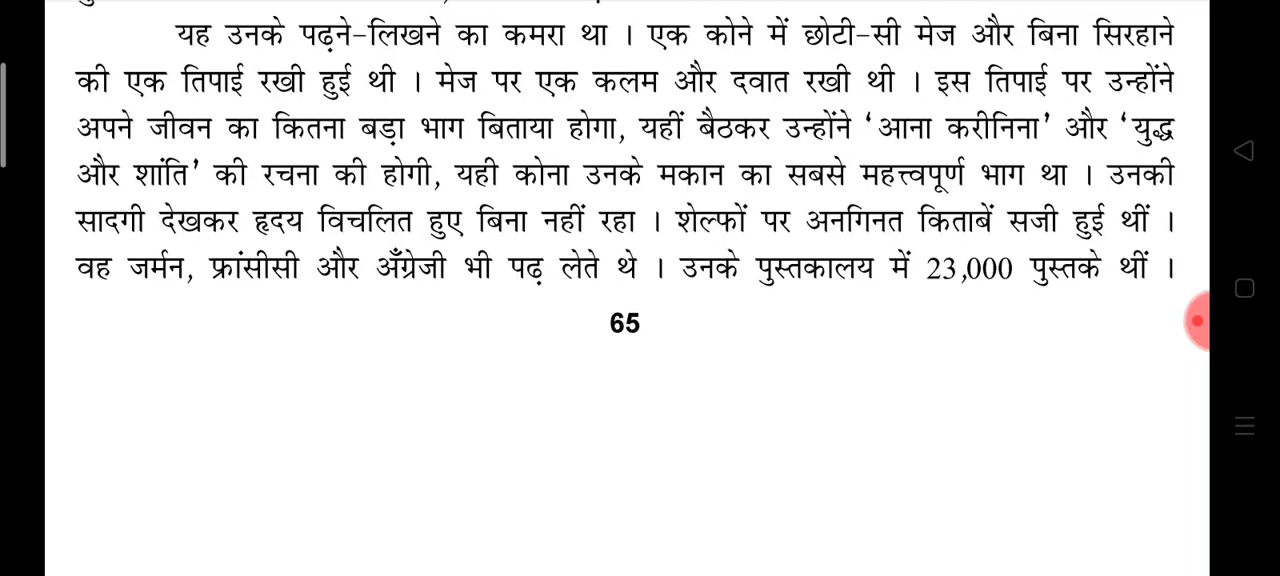 यह उनके पढ़ने-लिखने का कमरा था । एक कोने में छोटी-सी मेज और बिना सिरहाने
की एक तिपाई रखी हुई थी । मेज पर एक कलम और दवात रखी थी । इस तिपाई पर उन्होंने
अपने जीवन का कितना बड़ा भाग बिताया होगा, यहीं बैठकर उन्होंने 'आना करीनिना' और 'युद्ध
और शांति' की रचना की होगी, यही कोना उनके मकान का सबसे महत्त्वपूर्ण भाग था । उनकी
सादगी देखकर हृदय विचलित हुए बिना नहीं रहा । शेल्फों पर अनगिनत किताबें सजी हुई थीं ।
वह जर्मन, फ्रांसीसी और अँग्रेजी भी पढ़ लेते थे । उनके पुस्तकालय में 23,000 पुस्तके थीं ।
65